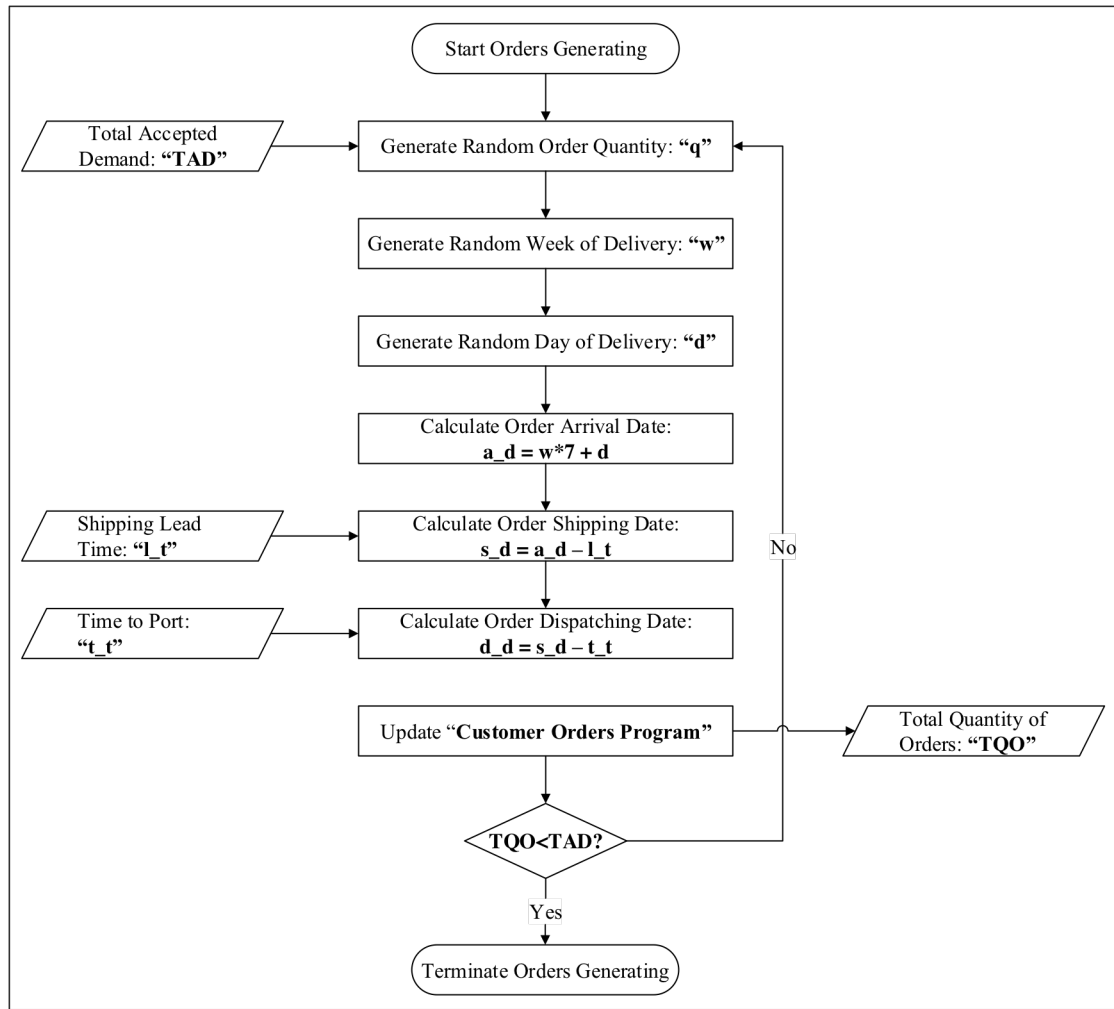 Start Orders Generating
Total Accepted
Demand: “TAD”
Generate Random Order Quantity: “q”
Generate Random Week of Delivery: “w”
Generate Random Day of Delivery: “d”
Calculate Order Arrival Date:
a_d = w*7 + d
Shipping Lead
Time: “l_t”
Calculate Order Shipping Date:
s_d = a_d – l_t
No
Time to Port:
“t_t”
Calculate Order Dispatching Date:
d_d = s_d – t_t
Update “Customer Orders Program”
Total Quantity of
Orders: “TQO”
TQO<TAD?
Yes
Terminate Orders Generating